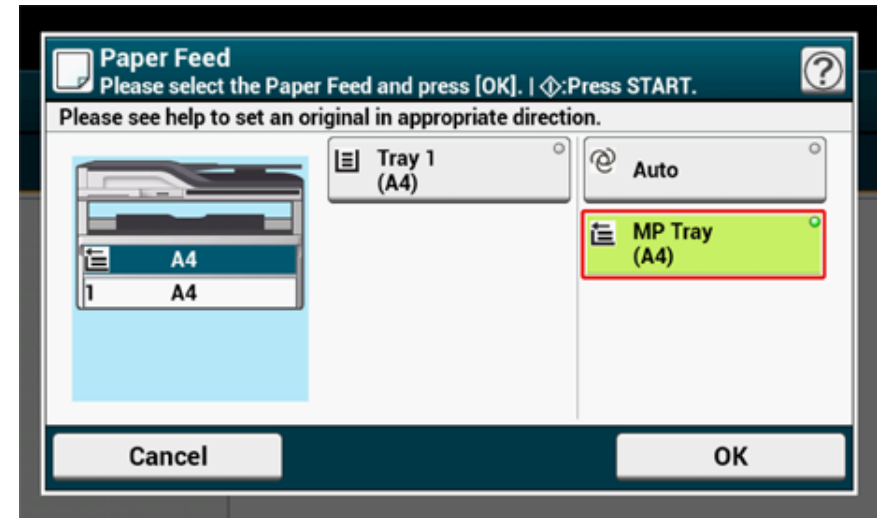 Paper Feed
Please select the Paper Feed and press [OK]. | :Press START.
?
Please see help to set an original in appropriate direction.
Tray 1
(A4)
Auto
MP Tray
(A4)
A4
1 A4
Cancel
OK